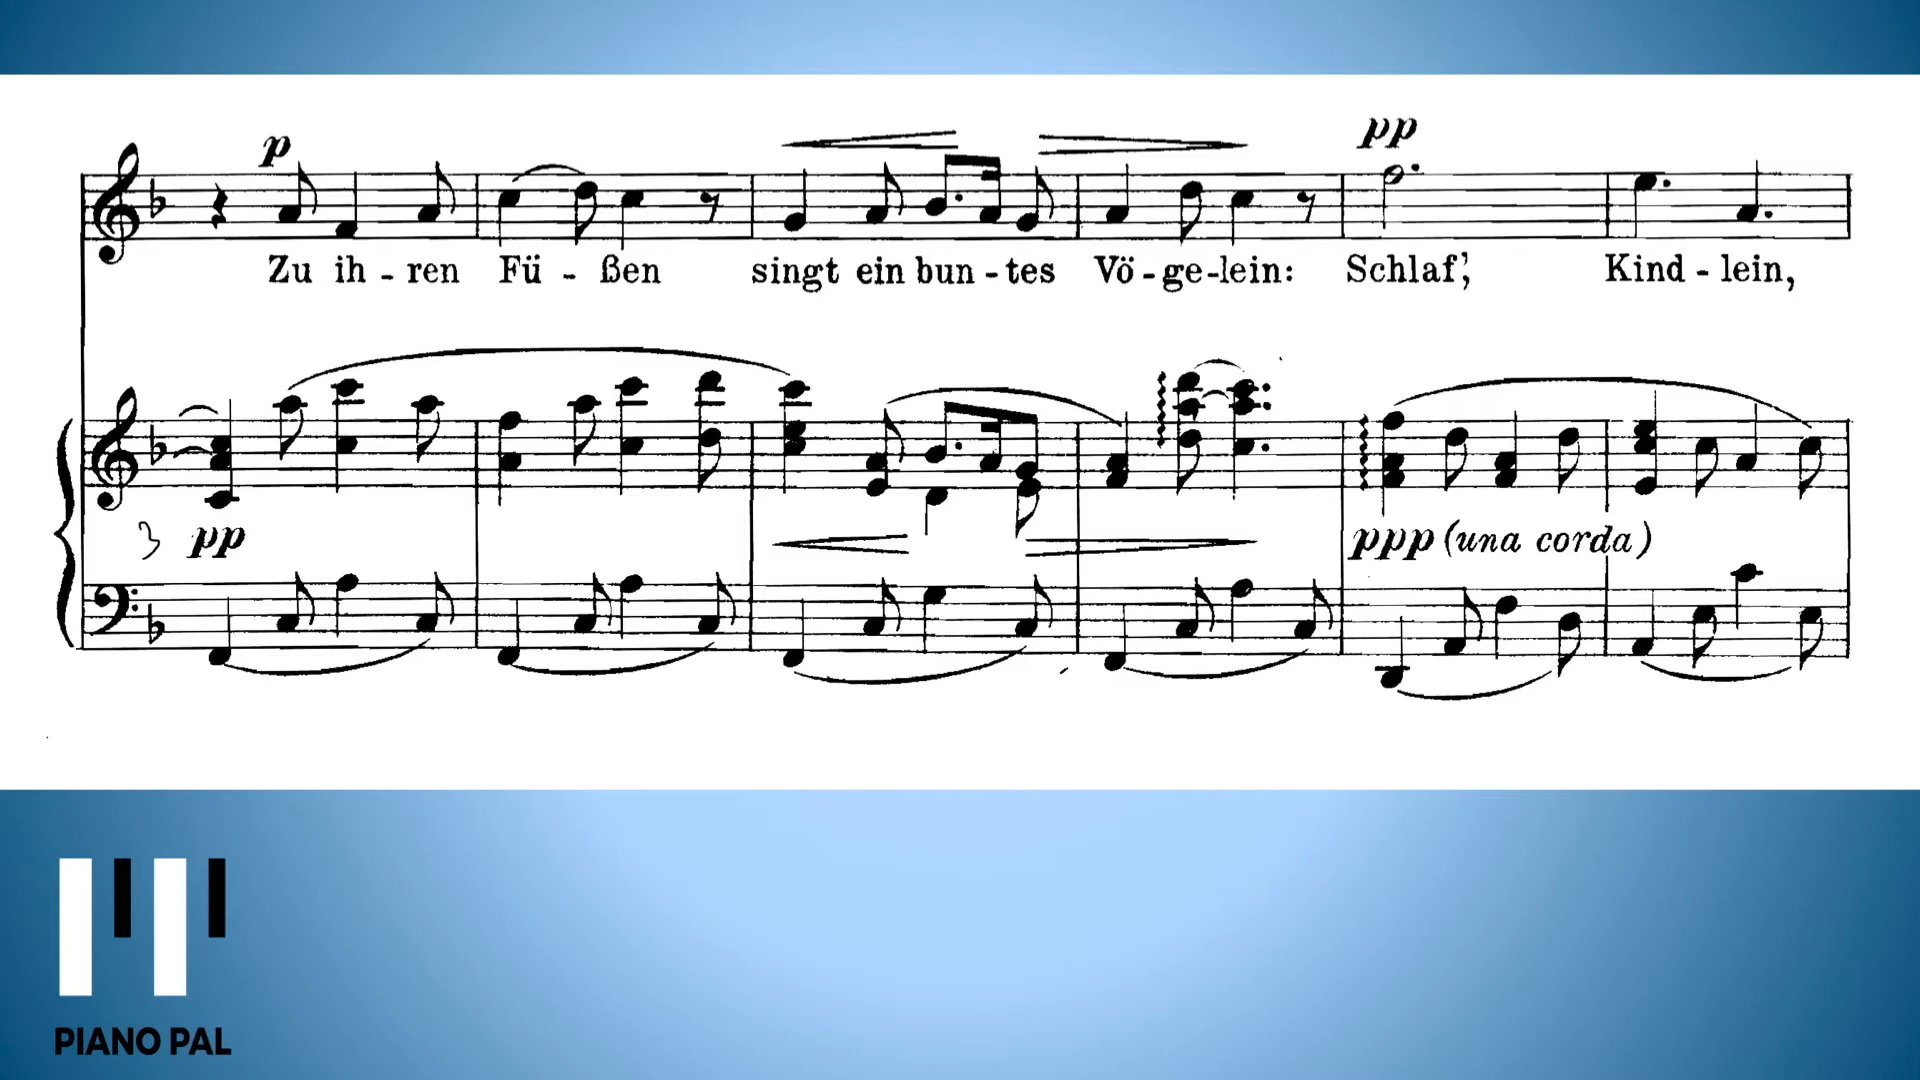 p
pp
Zu ih - ren Fü - ßen singt ein bun - tes Vö - ge - lein: Schlaf', Kind - lein,
3 pp
ppp (una corda)
PIANO PAL